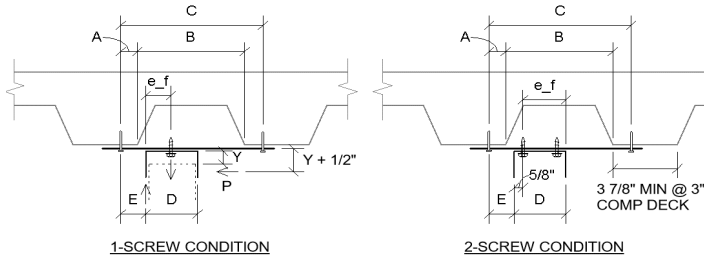 C
A
B
e_f
Y
Y + 1/2"
P
E
D
1-SCREW CONDITION
C
A
B
e_f
5/8"
E
D
3 7/8" MIN @ 3"
COMP DECK
2-SCREW CONDITION